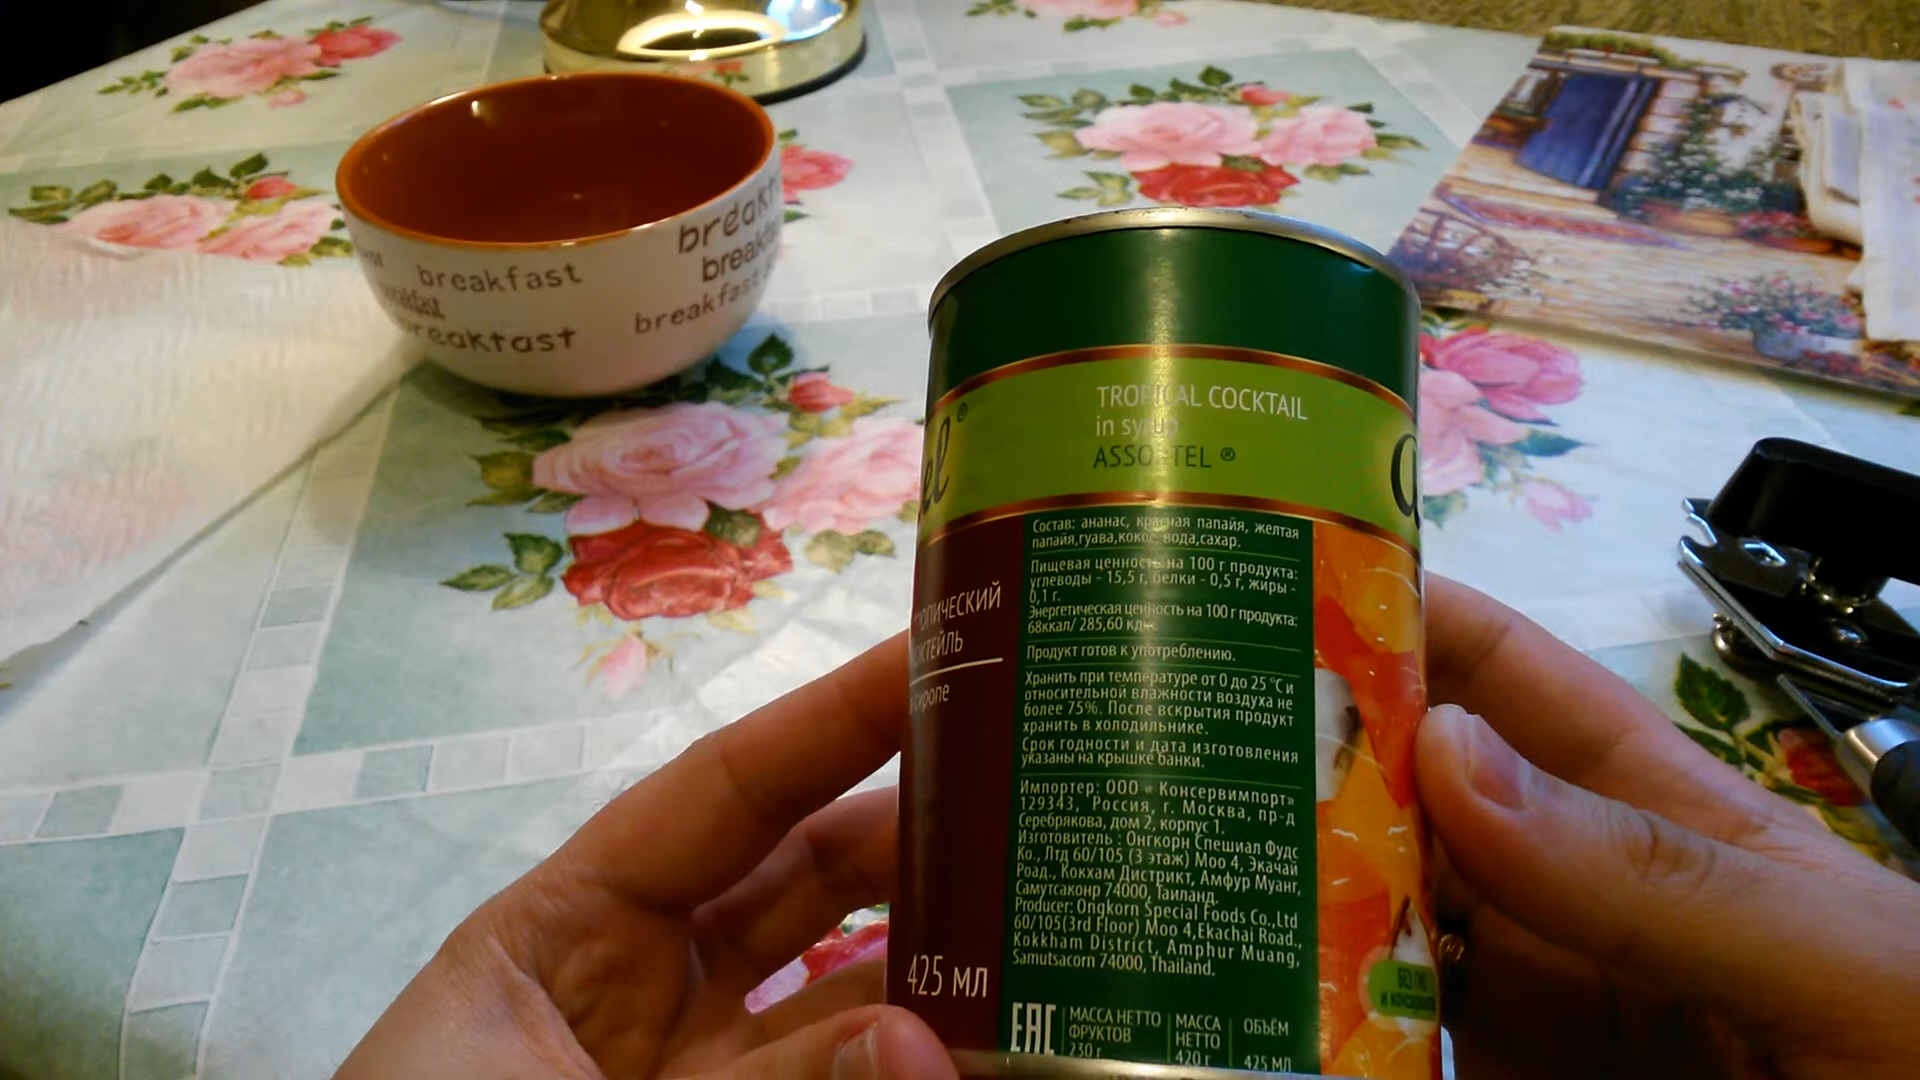 breakfast
breakfast
TROPICAL COCKTAIL
in syrup
ASSORTEL ®
Состав: ананас, красная папайя, желтая
папайя,гуава,кокос, вода,сахар.
Пищевая ценность на 100 г продукта:
углеводы - 15,5 г, белки - 0,5 г, жиры -
0,1 г.
Энергетическая ценность на 100 г продукта:
68ккал/ 285,60 кдж.
Продукт готов к употреблению.
Хранить при температуре от 0 до 25 °С и
относительной влажности воздуха не
более 75%. После вскрытия продукт
хранить в холодильнике.
Срок годности и дата изготовления
указаны на крышке банки.
Импортер: ООО « Консервимпорт»
129343, Россия, г. Москва, пр-д
Серебрякова, дом 2, корпус 1.
Изготовитель : Онгкорн Спешиал Фудс
Ко., Лтд 60/105 (3 этаж) Моо 4, Экачай
Роад., Кокхам Дистрикт, Амфур Муанг,
Самутсаконр 74000, Таиланд.
Producer: Ongkorn Special Foods Co.,Ltd
60/105(3rd Floor) Moo 4,Ekachai Road.,
Kokkham District, Amphur Muang,
Samutsacorn 74000, Thailand.
425 мл
EAC
МАССА НЕТТО
ФРУКТОВ
230 г
МАССА
НЕТТО
420 г
ОБЪЁМ
425 МЛ